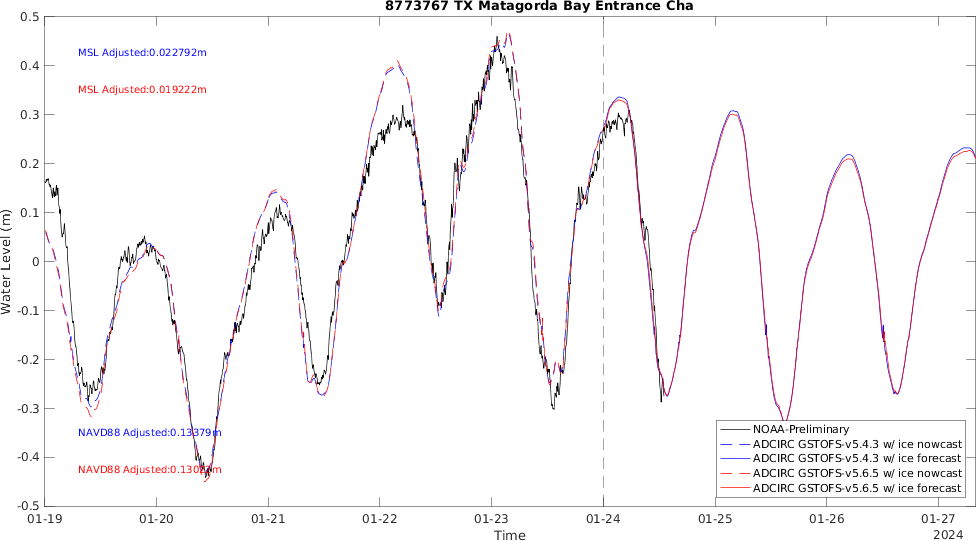 8773767 TX Matagorda Bay Entrance Cha
0.5
0.4
0.3
0.2
0.1
0
-0.1
-0.2
-0.3
-0.4
-0.5
Water Level (m)
MSL Adjusted:0.022792m
MSL Adjusted:0.019222m
NAVD88 Adjusted:0.13379m
NAVD88 Adjusted:
NOAA-Preliminary
ADCIRC GSTOFS-v5.4.3 w/ ice nowcast
ADCIRC GSTOFS-v5.4.3 w/ ice forecast
ADCIRC GSTOFS-v5.6.5 w/ ice nowcast
ADCIRC GSTOFS-v5.6.5 w/ ice forecast
01-19
01-20
01-21
01-22
01-23
01-24
01-25
01-26
01-27
Time
2024